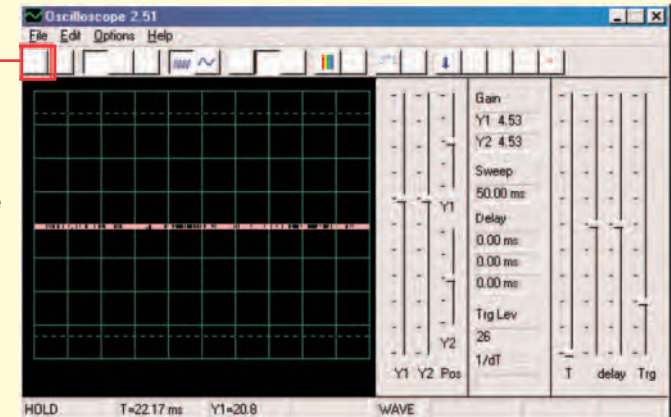 Oscilloscope 2.51
File Edit Options Help
Gain
Y1 4.53
Y2 4.53
Sweep
50.00 ms
Delay
0.00 ms
0.00 ms
0.00 ms
Trg Lev
26
1/dT
Y1
Y2
Y1 Y2 Pos
T delay Trg
HOLD T=22.17 ms Y1=20.8 WAVE